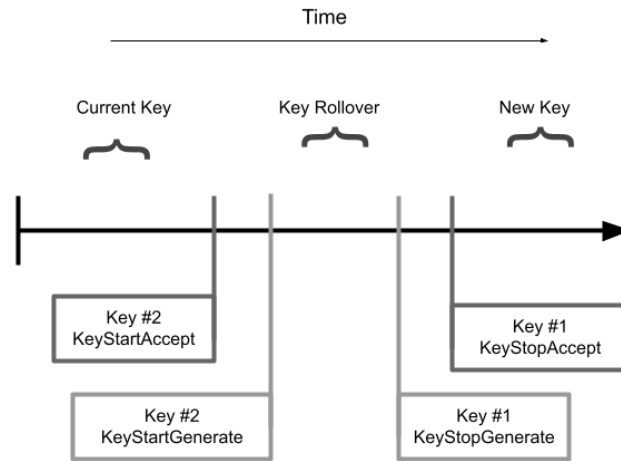 Time
Current Key
Key Rollover
New Key
Key #2
KeyStartAccept
Key #1
KeyStopAccept
Key #2
KeyStartGenerate
Key #1
KeyStopGenerate